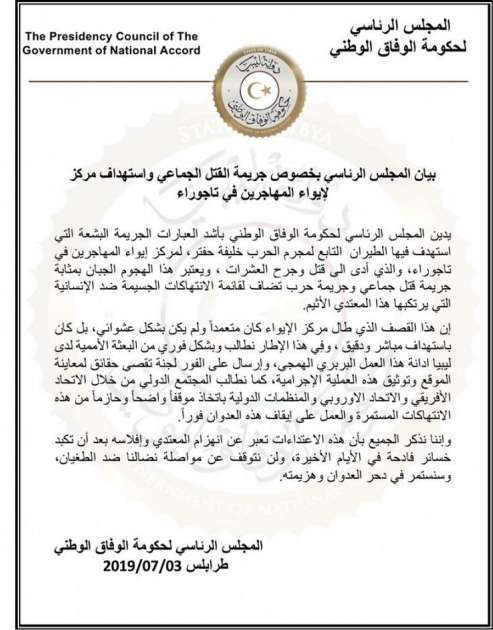 The Presidency Council of The
Government of National Accord
المجلس الرئاسي
لحكومة الوفاق الوطني
دولة ليبيا
حكومة الوفاق الوطني
بيان المجلس الرئاسي بخصوص جريمة القتل الجماعي واستهداف مركز
لإيواء المهاجرين في تاجوراء
يدين المجلس الرئاسي لحكومة الوفاق الوطني بأشد العبارات الجريمة البشعة التي
استهدف فيها الطيران التابع لمجرم الحرب خليفة حفتر، لمركز إيواء المهاجرين في
تاجوراء، والذي أدى الي قتل وجرح العشرات ، ويعتبر هذا الهجوم الجبان بمثابة
جريمة قتل جماعي وجريمة حرب تضاف لقائمة الانتهاكات الجسيمة ضد الإنسانية
التي يرتكبها هذا المعتدي الأثيم.
إن هذا القصف الذي طال مركز الإيواء كان متعمداً ولم يكن بشكل عشوائي، بل كان
باستهداف مباشر ودقيق ، وفي هذا الإطار نطالب وبشكل فوري من البعثة الأممية لدى
ليبيا ادانة هذا العمل البربري الهمجي، وإرسال على الفور لجنة تقصى حقائق لمعاينة
الموقع وتوثيق هذه العملية الإجرامية، كما نطالب المجتمع الدولي من خلال الاتحاد
الأفريقي والاتحاد الاوروبي والمنظمات الدولية باتخاذ موقفاً واضحاً وحازماً من هذه
الانتهاكات المستمرة والعمل على إيقاف هذه العدوان فوراً.
وإننا نذكر الجميع بأن هذه الاعتداءات تعبر عن انهزام المعتدي وإفلاسه بعد أن تكبد
خسائر فادحة في الأيام الأخيرة، ولن نتوقف عن مواصلة نضالنا ضد الطغيان،
وسنستمر في دحر العدوان وهزيمته.
المجلس الرئاسي لحكومة الوفاق الوطني
طرابلس 2019/07/03